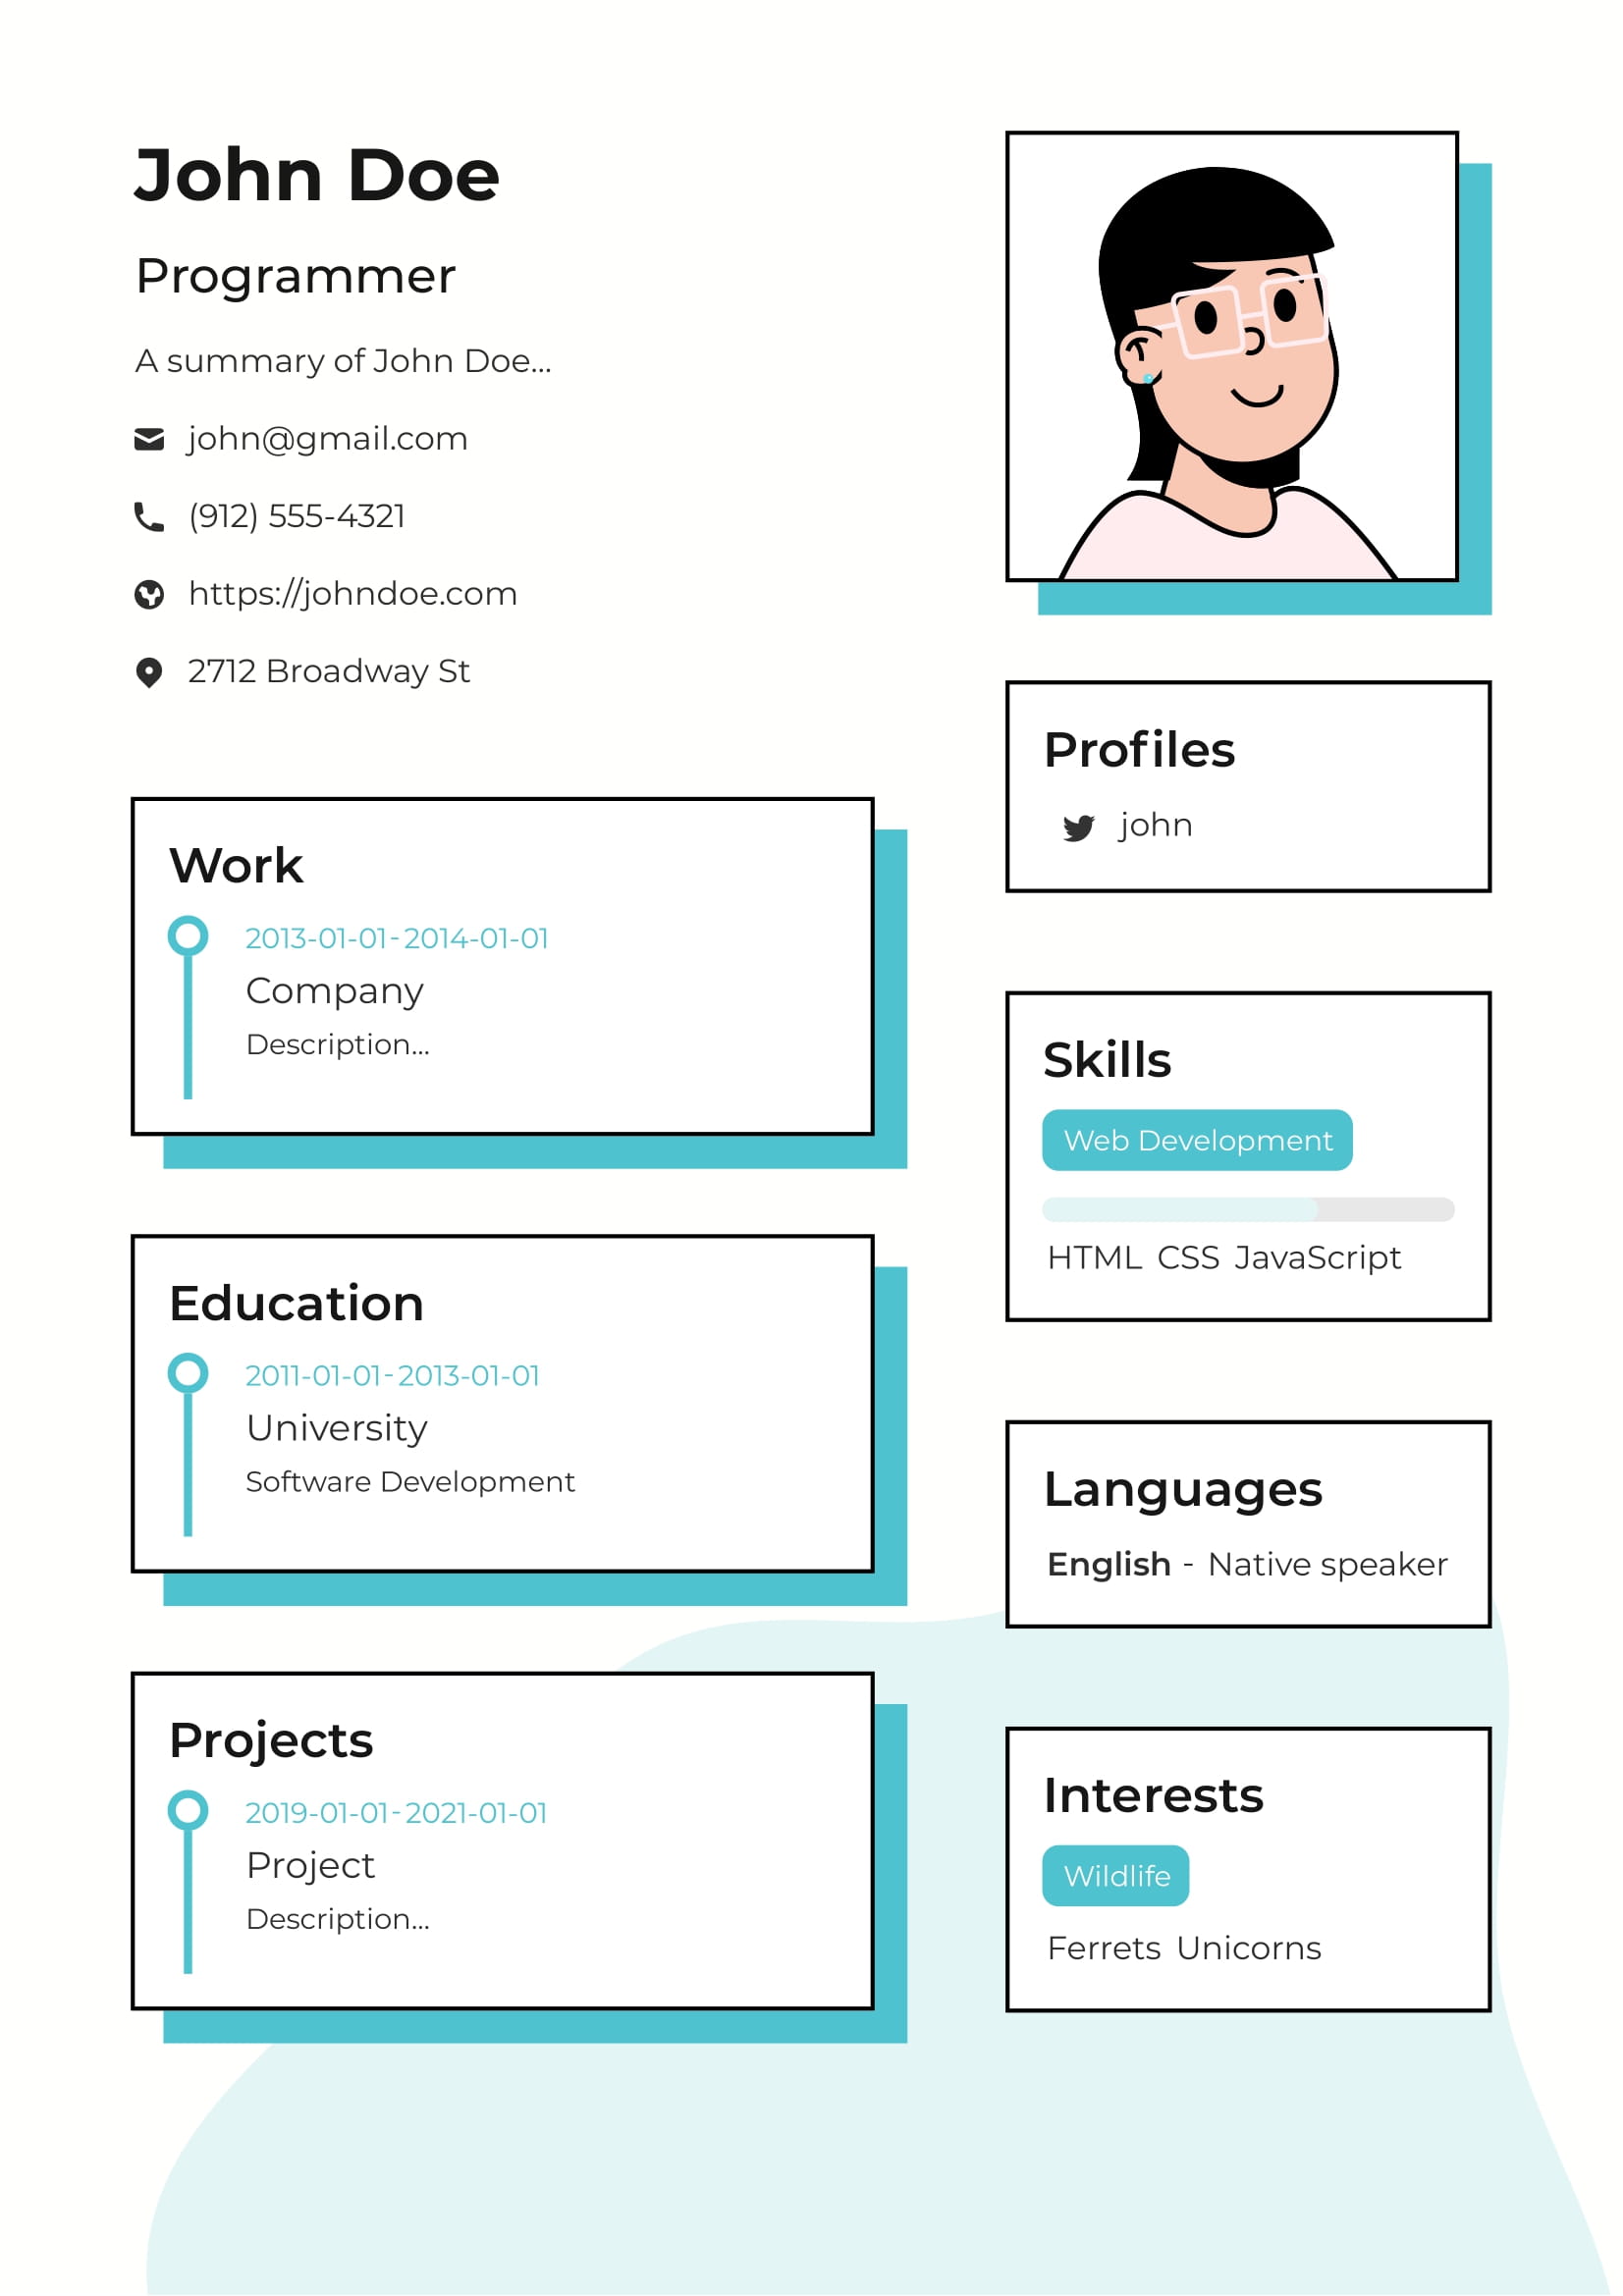 John Doe
Programmer
A summary of John Doe...
john@gmail.com
(912) 555-4321
https://johndoe.com
2712 Broadway St
Work
2013-01-01 - 2014-01-01
Company
Description...
Education
2011-01-01 - 2013-01-01
University
Software Development
Projects
2019-01-01 - 2021-01-01
Project
Description...
Profiles
john
Skills
Web Development
HTML CSS JavaScript
Languages
English - Native speaker
Interests
Wildlife
Ferrets Unicorns